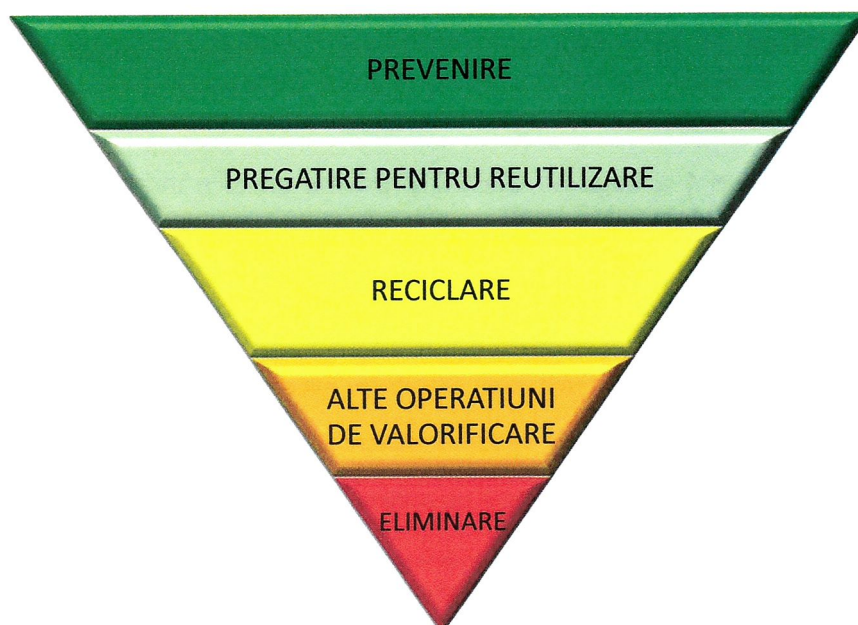 PREVENIRE
PREGATIRE PENTRU REUTILIZARE
RECICLARE
ALTE OPERATIUNI
DE VALORIFICARE
ELIMINARE